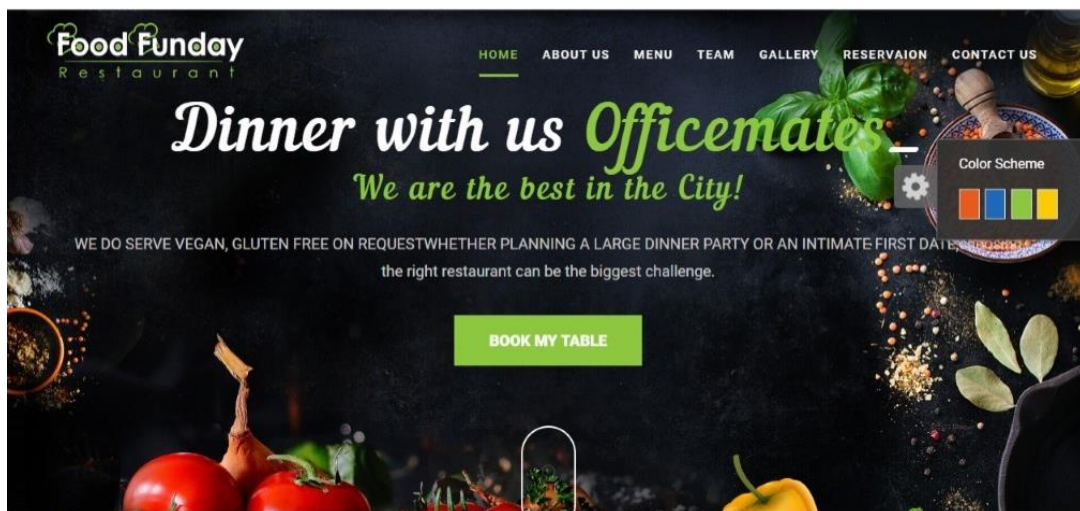 Food Funday
Restaurant
HOME ABOUT US MENU TEAM GALLERY RESERVAION CONTACT US
Dinner with us Officemates_
We are the best in the City!
Color Scheme
WE DO SERVE VEGAN, GLUTEN FREE ON REQUESTWHETHER PLANNING A LARGE DINNER PARTY OR AN INTIMATE FIRST DATE,
the right restaurant can be the biggest challenge.
BOOK MY TABLE